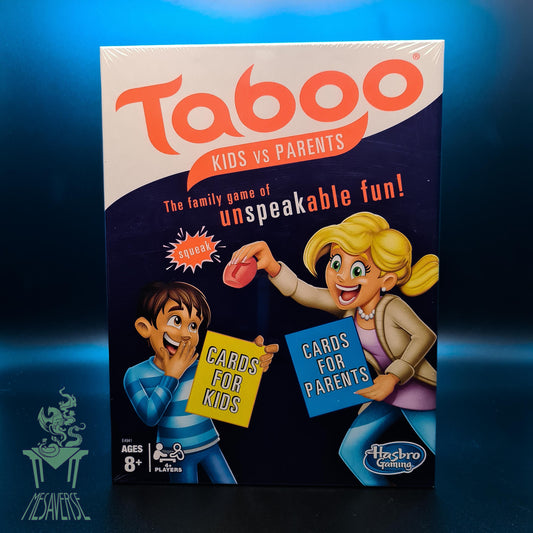 Taboo®
KIDS VS PARENTS
The family game of
unspeakable fun!
squeak
CARDS
FOR
KIDS
CARDS
FOR
PARENTS
AGES
8+
4+
PLAYERS
Hasbro
Gaming
MESAVERSE